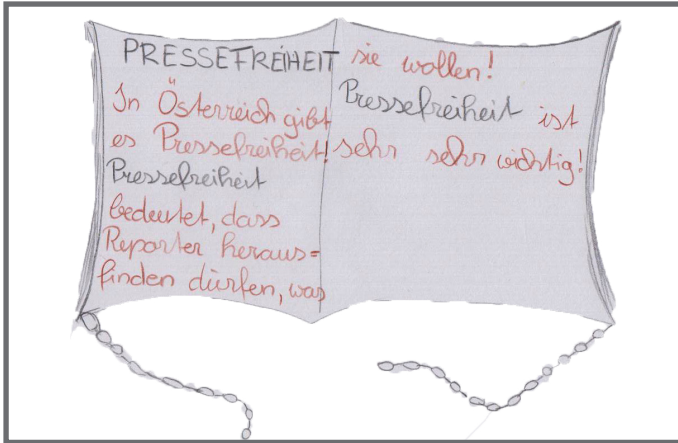 PRESSEFREIHEIT
In Österreich gibt
es Pressefreiheit!
Pressefreiheit
bedeutet, dass
Reporter heraus=
finden dürfen, was
sie wollen!
Pressefreiheit ist
sehr sehr wichtig!